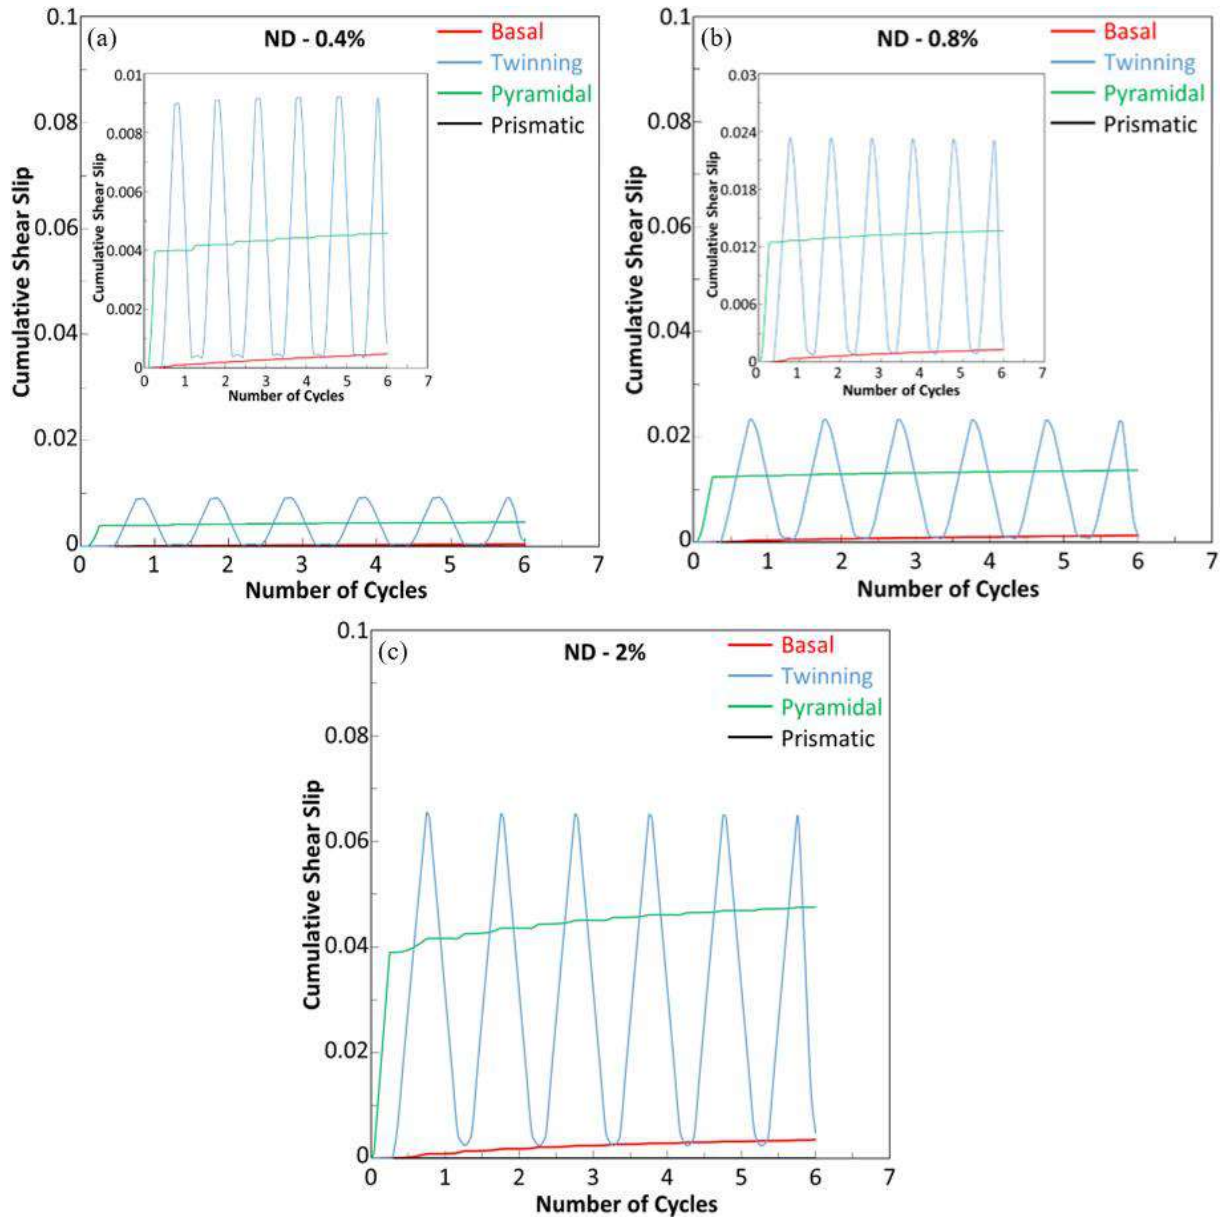 (a)
ND - 0.4%
Basal
Twinning
Pyramidal
Prismatic
Cumulative Shear Slip
0.1
0.08
0.06
0.04
0.02
0
0 1 2 3 4 5 6 7
Number of Cycles
Cumulative Shear Slip
0.01
0.008
0.006
0.004
0.002
0
0 1 2 3 4 5 6 7
Number of Cycles
(b)
ND - 0.8%
Basal
Twinning
Pyramidal
Prismatic
Cumulative Shear Slip
0.1
0.08
0.06
0.04
0.02
0
0 1 2 3 4 5 6 7
Number of Cycles
Cumulative Shear Slip
0.03
0.024
0.018
0.012
0.006
0
0 1 2 3 4 5 6 7
Number of Cycles
(c)
ND - 2%
Basal
Twinning
Pyramidal
Prismatic
Cumulative Shear Slip
0.1
0.08
0.06
0.04
0.02
0
0 1 2 3 4 5 6 7
Number of Cycles